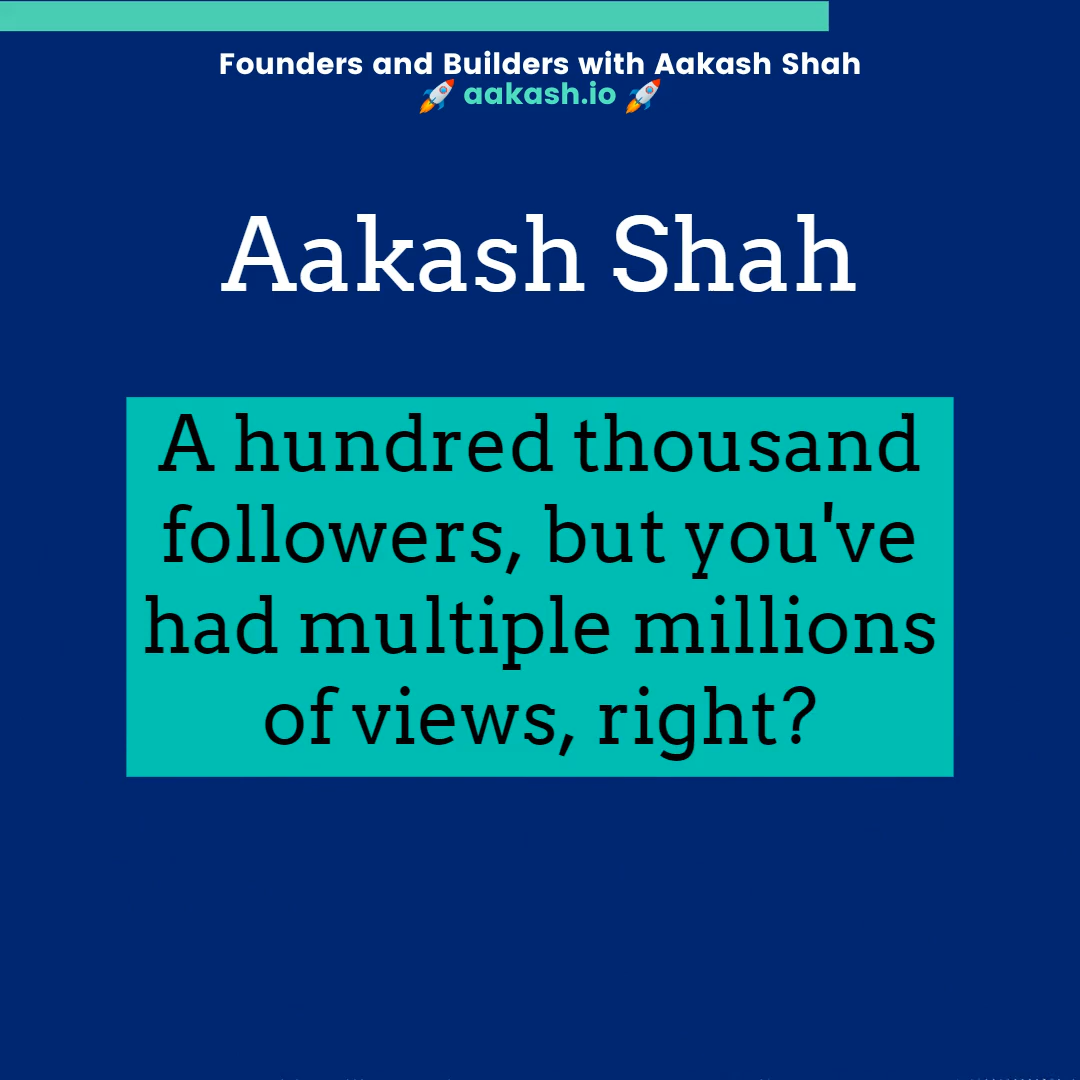 Founders and Builders with Aakash Shah
🚀 aakash.io 🚀
Aakash Shah
A hundred thousand
followers, but you've
had multiple millions
of views, right?